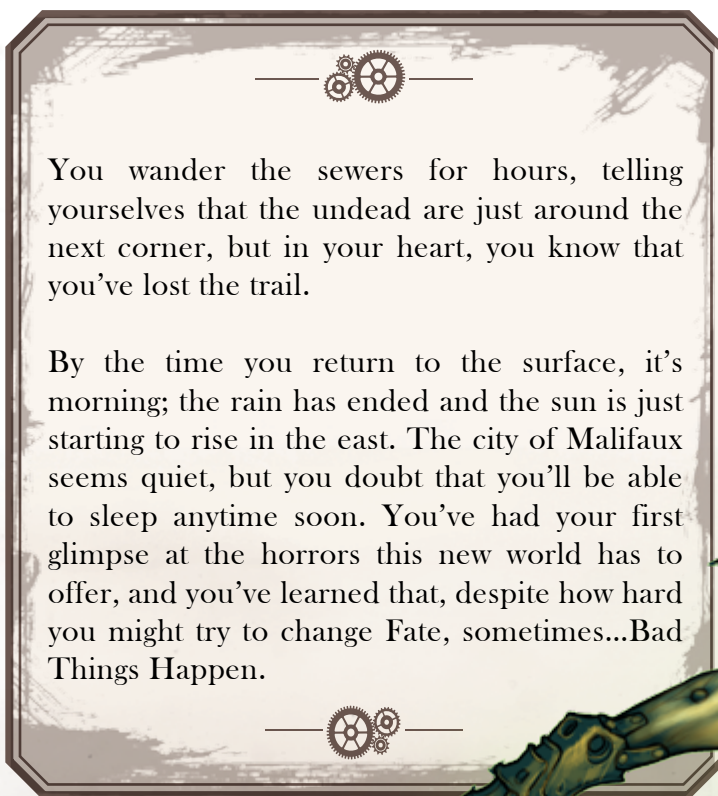 You wander the sewers for hours, telling
yourselves that the undead are just around the
next corner, but in your heart, you know that
you’ve lost the trail.
By the time you return to the surface, it’s
morning; the rain has ended and the sun is just
starting to rise in the east. The city of Malifaux
seems quiet, but you doubt that you’ll be able
to sleep anytime soon. You’ve had your first
glimpse at the horrors this new world has to
offer, and you’ve learned that, despite how hard
you might try to change Fate, sometimes...Bad
Things Happen.